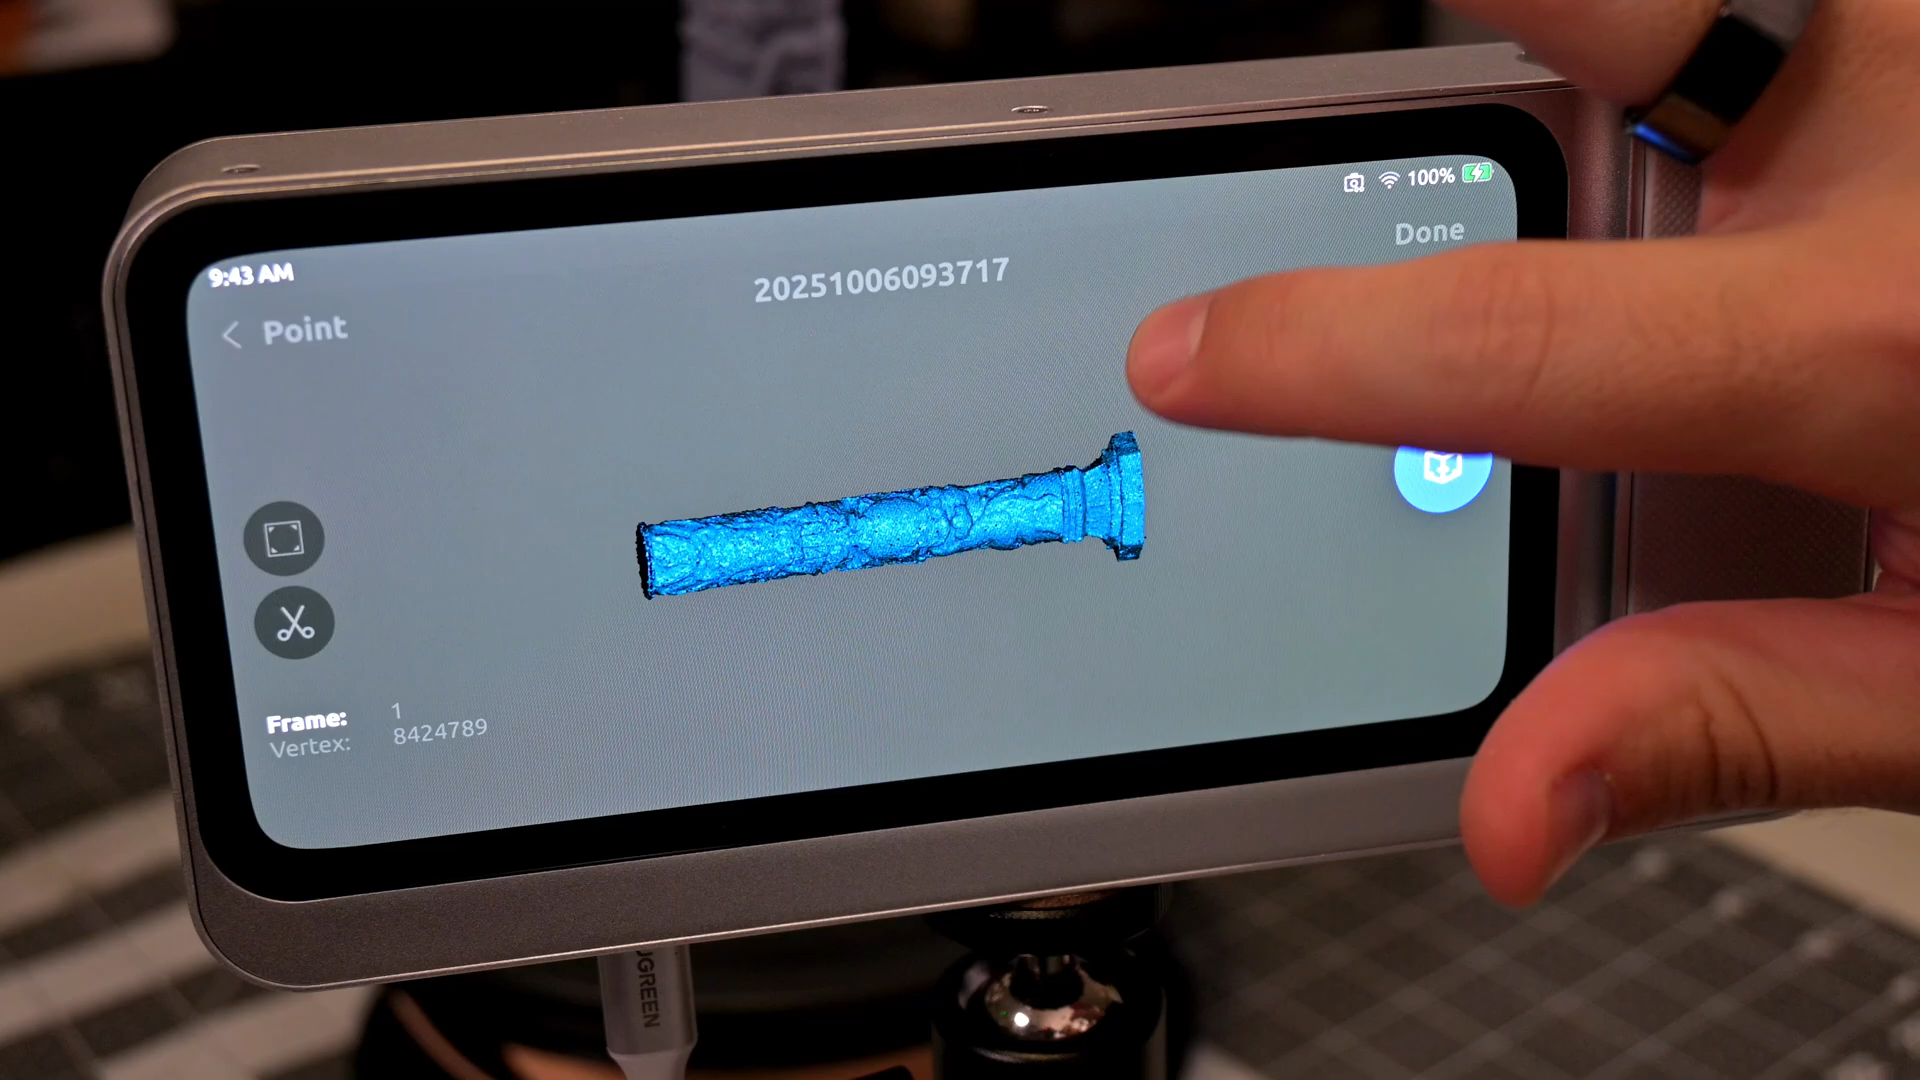 9:43 AM
100%
Done
20251006093717
Point
Frame: 1
Vertex: 8424789
UGREEN